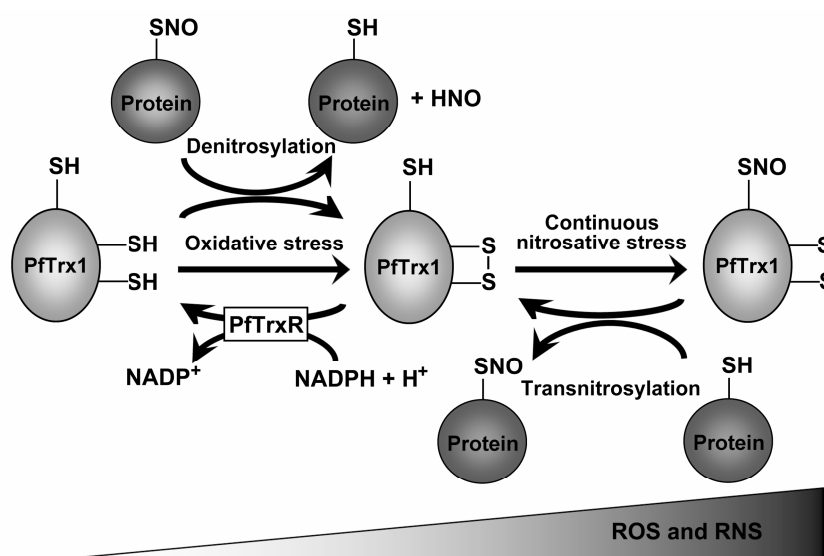 SNO
SH
Protein
Protein
+ HNO
Denitrosylation
SH
SH
SNO
PfTrx1
SH
SH
Oxidative stress
PfTrx1
S
S
Continuous
nitrosative stress
PfTrx1
S
S
PfTrxR
NADP+
NADPH + H+
SNO
Transnitrosylation
SH
Protein
Protein
ROS and RNS